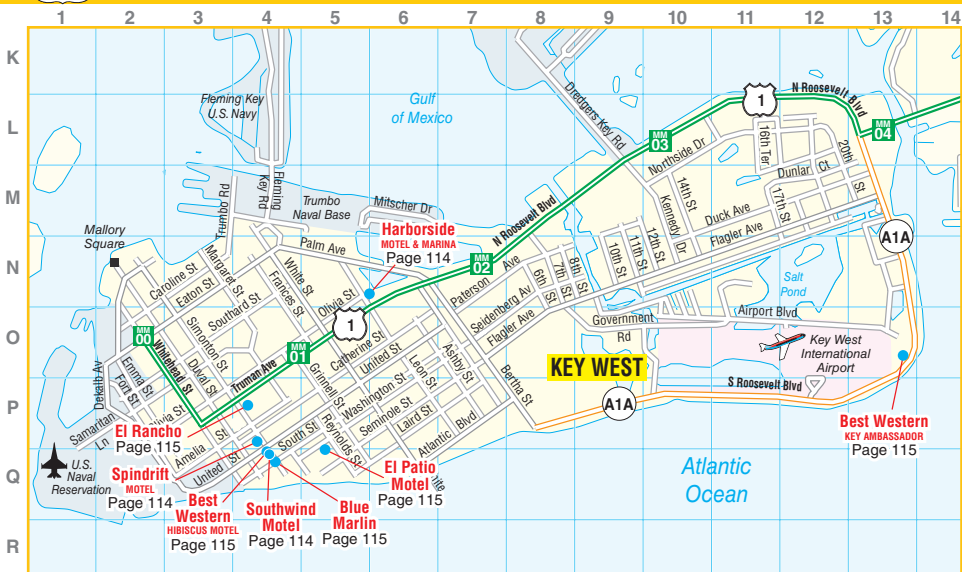 1 2 3 4 5 6 7 8 9 10 11 12 13 14
K
L
M
N
O
P
Q
R
Fleming Key
U.S. Navy
Gulf
of Mexico
Dredgers Key Rd
1
N Roosevelt Blvd
MM
04
MM
03
Northside Dr
16th Ter
20th
St
Dunlar Ct
17th St
14th St
Kennedy Dr
Duck Ave
Flagler Ave
A1A
Trumbo Rd
Fleming
Key Rd
Trumbo
Naval Base
Mitscher Dr
Harborside
MOTEL & MARINA
Page 114
N Roosevelt Blvd
Mallory
Square
Palm Ave
MM
02
Caroline St
Eaton St
Margaret St
Southard St
Frances St
White St
Olivia St
Paterson Ave
Seidenberg Av
Flagler Ave
6th St
7th St
8th St
10th St
11th St
12th St
Salt
Pond
Airport Blvd
Government
Rd
Key West
International
Airport
MM
00
Whitehead St
Simonton St
Duval St
Truman Ave
MM
01
1
Catherine St
United St
Grinnell St
Washington St
Leon St
Ashby St
Bertha St
KEY WEST
A1A
S Roosevelt Blvd
Dekalb Av
Emma St
Fort St
Olivia St
Samaritan
Ln
Seminole St
Laird St
Atlantic Blvd
Reynolds St
South St
Amelia St
United St
El Rancho
Page 115
Spindrift
MOTEL
Page 114
Best
Western
HIBISCUS MOTEL
Page 115
Southwind
Motel
Page 114
Blue
Marlin
Page 115
El Patio
Motel
Page 115
Best Western
KEY AMBASSADOR
Page 115
U.S.
Naval
Reservation
Atlantic
Ocean